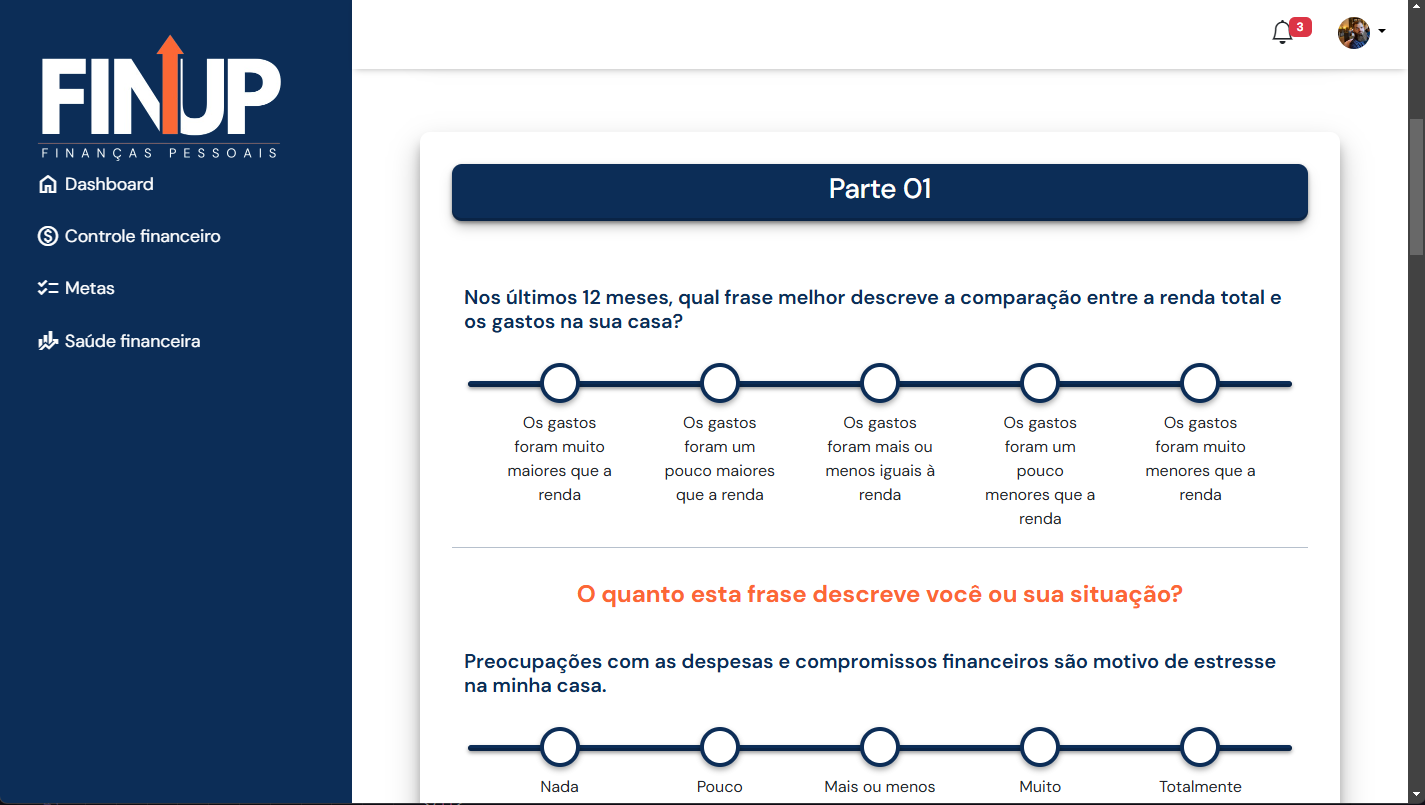 FINUP
FINANÇAS PESSOAIS
Dashboard
Controle financeiro
Metas
Saúde financeira
3
Parte 01
Nos últimos 12 meses, qual frase melhor descreve a comparação entre a renda total e
os gastos na sua casa?
Os gastos
foram muito
maiores que a
renda
Os gastos
foram um
pouco maiores
que a renda
Os gastos
foram mais ou
menos iguais à
renda
Os gastos
foram um
pouco
menores que a
renda
Os gastos
foram muito
menores que a
renda
O quanto esta frase descreve você ou sua situação?
Preocupações com as despesas e compromissos financeiros são motivo de estresse
na minha casa.
Nada
Pouco
Mais ou menos
Muito
Totalmente